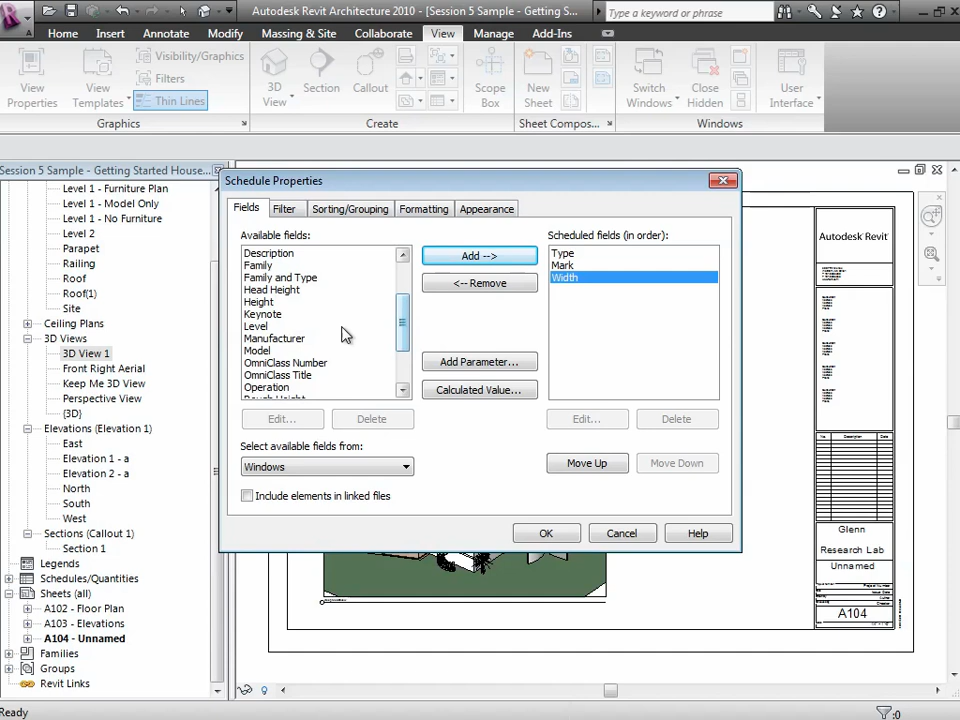 Autodesk Revit Architecture 2010 - [Session 5 Sample - Getting S...
Type a keyword or phrase
Home Insert Annotate Modify Massing & Site Collaborate View Manage Add-Ins
View Properties
View Templates
Visibility/Graphics
Filters
Thin Lines
3D View
Section
Callout
Scope Box
New Sheet
Switch Windows
Close Hidden
User Interface
Graphics
Create
Sheet Compos...
Windows
Session 5 Sample - Getting Started House...
Level 1 - Furniture Plan
Level 1 - Model Only
Level 1 - No Furniture
Level 2
Parapet
Railing
Roof
Roof(1)
Site
Ceiling Plans
3D Views
3D View 1
Front Right Aerial
Keep Me 3D View
Perspective View
{3D}
Elevations (Elevation 1)
East
Elevation 1 - a
Elevation 2 - a
North
South
West
Sections (Callout 1)
Section 1
Legends
Schedules/Quantities
Sheets (all)
A102 - Floor Plan
A103 - Elevations
A104 - Unnamed
Families
Groups
Revit Links
Schedule Properties
Fields Filter Sorting/Grouping Formatting Appearance
Available fields:
Description
Family
Family and Type
Head Height
Height
Keynote
Level
Manufacturer
Model
OmniClass Number
OmniClass Title
Operation
Rough Height
Add -->
<-- Remove
Add Parameter...
Calculated Value...
Scheduled fields (in order):
Type
Mark
Width
Edit...
Delete
Edit...
Delete
Select available fields from:
Windows
Move Up
Move Down
Include elements in linked files
OK
Cancel
Help
Autodesk Revit
No. Description Date
Glenn
Research Lab
Unnamed
A104
Ready
:0